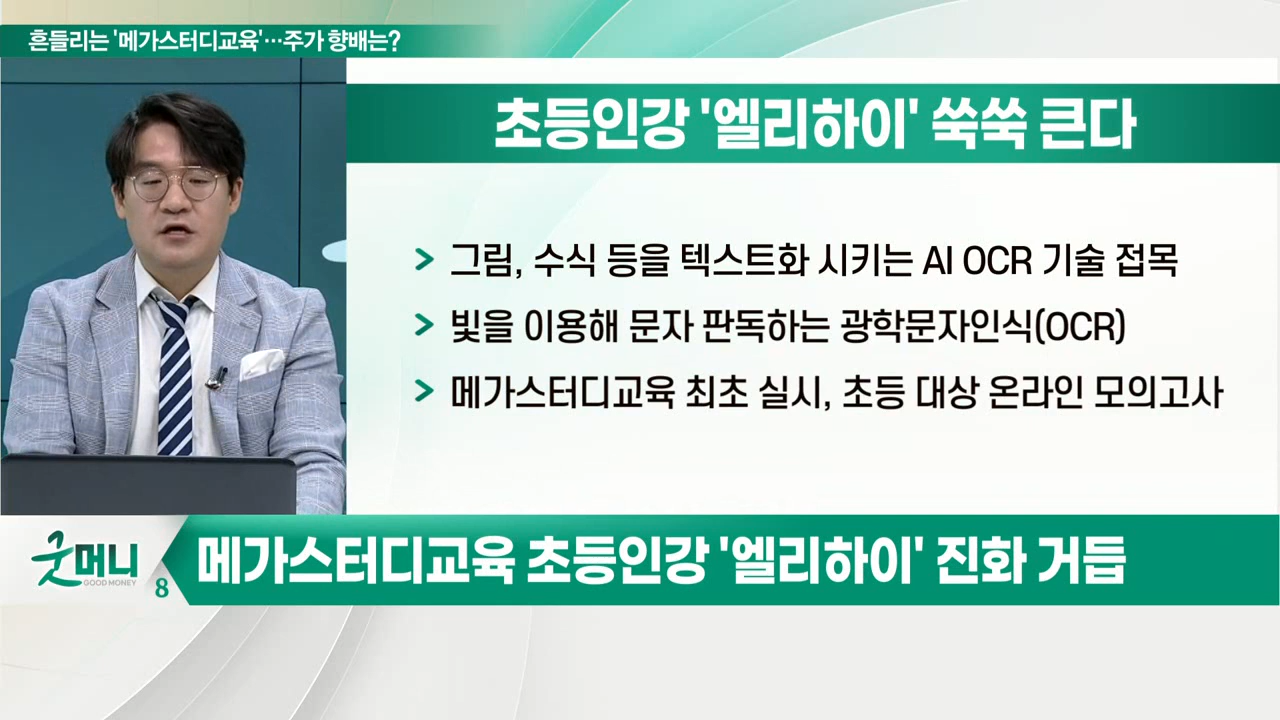 흔들리는 '메가스터디교육'…주가 향배는?
초등인강 '엘리하이' 쑥쑥 큰다
> 그림, 수식 등을 텍스트화 시키는 AI OCR 기술 접목
> 빛을 이용해 문자 판독하는 광학문자인식(OCR)
> 메가스터디교육 최초 실시, 초등 대상 온라인 모의고사
굿머니
GOOD MONEY
8
메가스터디교육 초등인강 '엘리하이' 진화 거듭